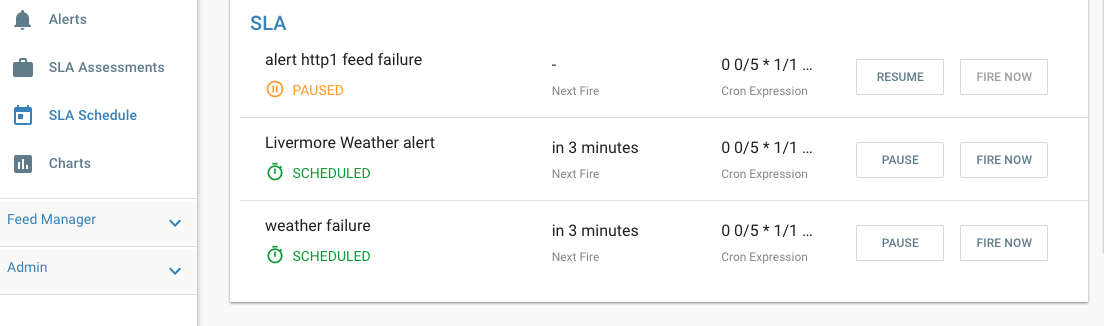 Alerts
SLA Assessments
SLA Schedule
Charts
Feed Manager
Admin
SLA
alert http1 feed failure
PAUSED
-
Next Fire
0 0/5 * 1/1 ...
Cron Expression
RESUME
FIRE NOW
Livermore Weather alert
SCHEDULED
in 3 minutes
Next Fire
0 0/5 * 1/1 ...
Cron Expression
PAUSE
FIRE NOW
weather failure
SCHEDULED
in 3 minutes
Next Fire
0 0/5 * 1/1 ...
Cron Expression
PAUSE
FIRE NOW